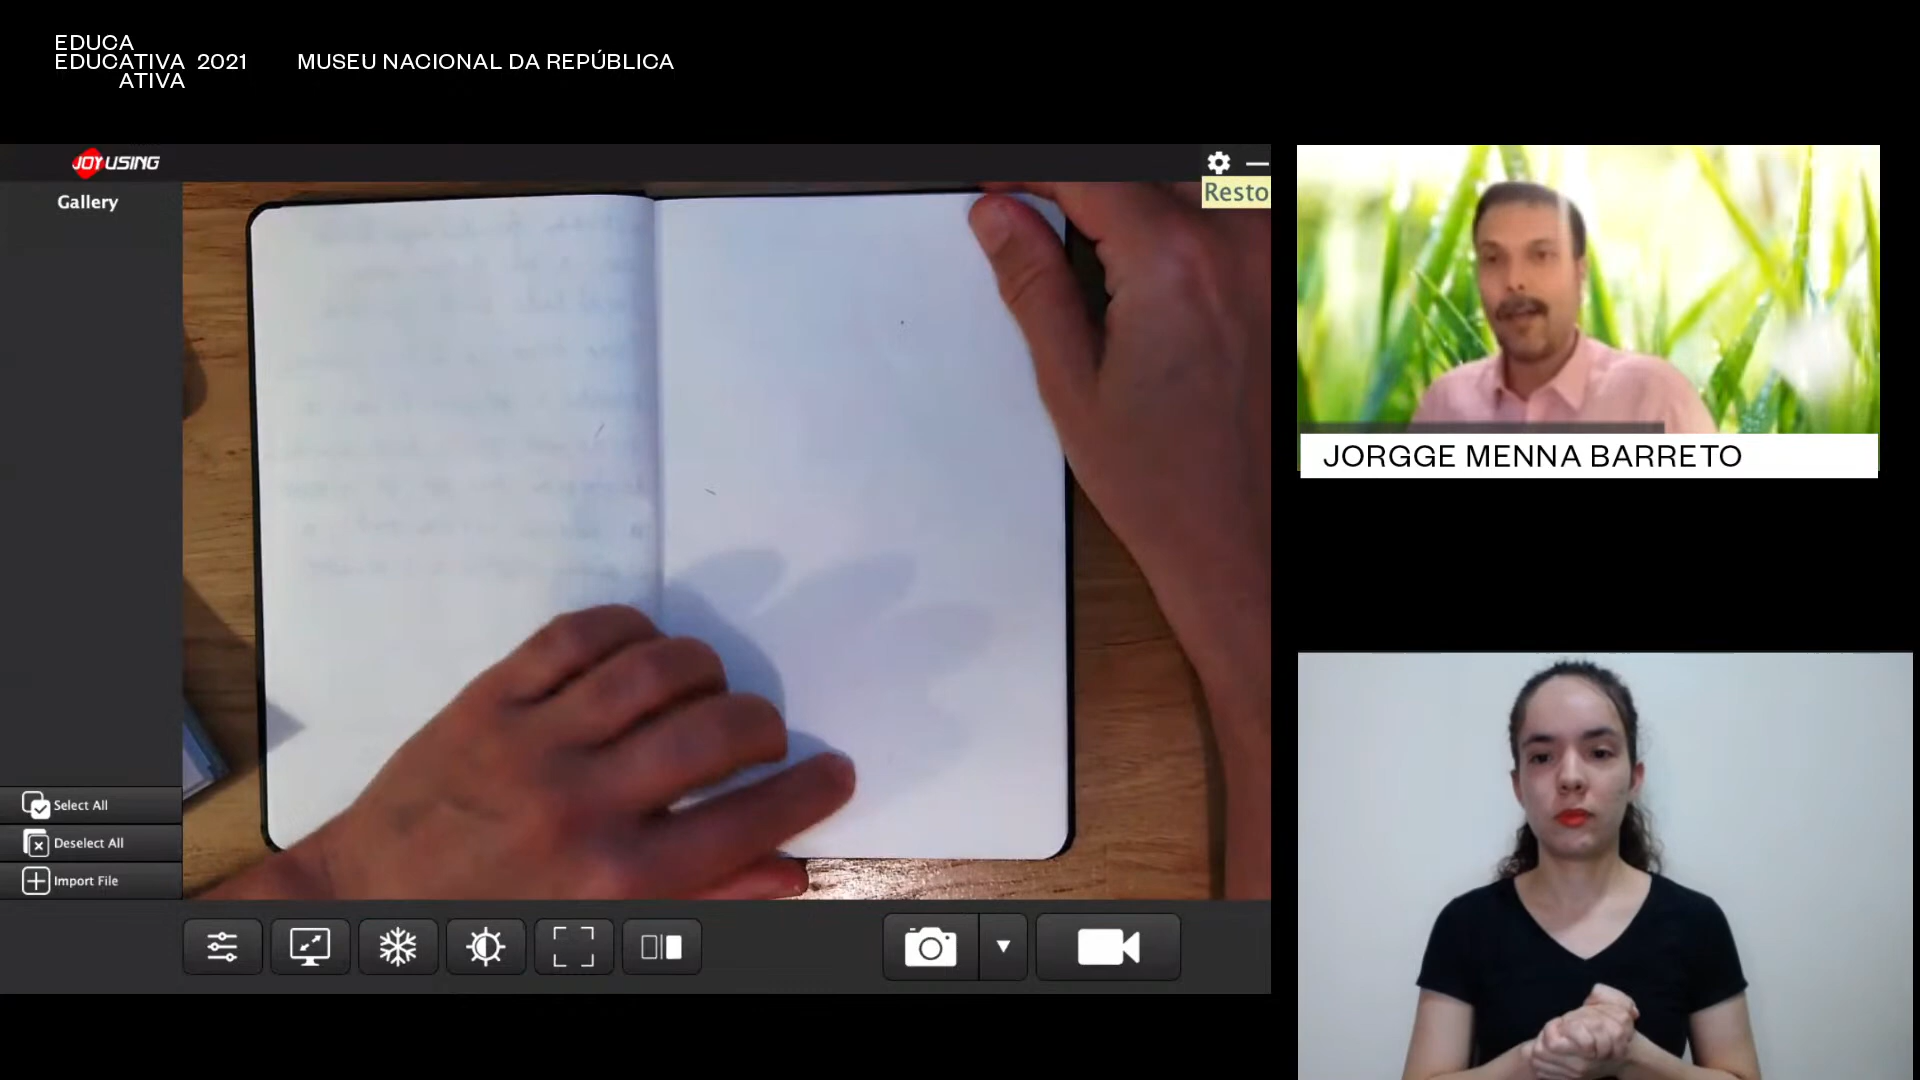 EDUCA
EDUCATIVA 2021
ATIVA
MUSEU NACIONAL DA REPÚBLICA
JOYUSING
Gallery
Resto
JORGGE MENNA BARRETO
Select All
Deselect All
Import File